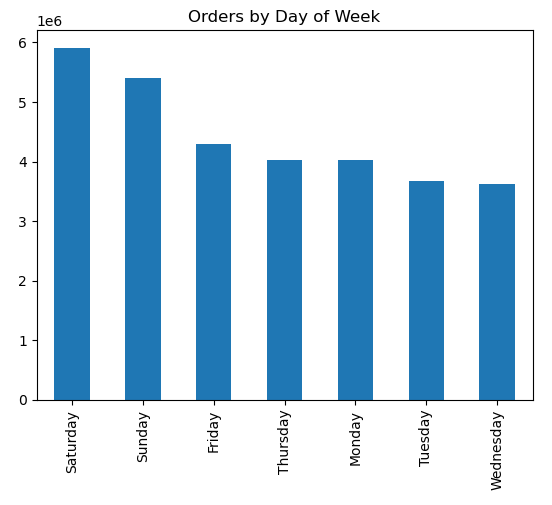 Orders by Day of Week
1e6
6
5
4
3
2
1
0
Saturday
Sunday
Friday
Thursday
Monday
Tuesday
Wednesday